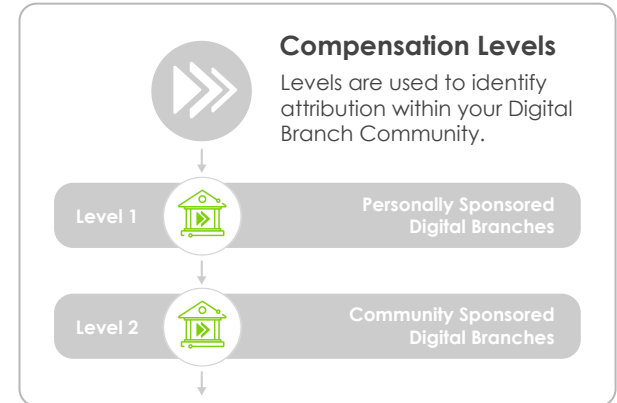 Compensation Levels
Levels are used to identify
attribution within your Digital
Branch Community.
Level 1
Personally Sponsored
Digital Branches
Level 2
Community Sponsored
Digital Branches